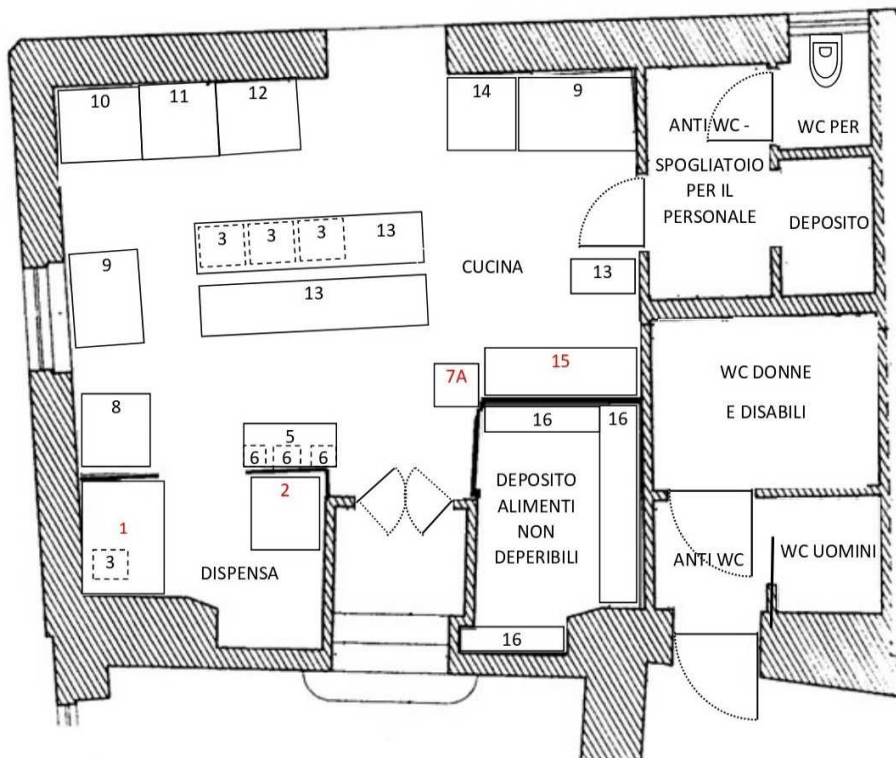 10
11
12
14
9
ANTI WC -
WC PER
SPOGLIATOIO
PER IL
PERSONALE
DEPOSITO
3
3
3
13
9
CUCINA
13
13
7A
15
WC DONNE
E DISABILI
8
5
6
6
6
16
16
2
1
3
DISPENSA
DEPOSITO
ALIMENTI
NON
DEPERIBILI
ANTI WC
WC UOMINI
16